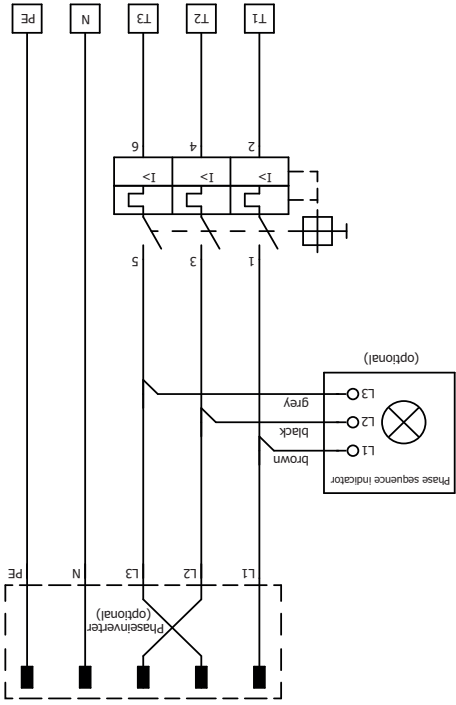 Phaseinverter
(optional)
L1 L2 L3 N PE
Phase sequence indicator
L1 brown
L2 black
L3 grey
(optional)
1 3 5
I> I> I>
2 4 6
T1 T2 T3 N PE